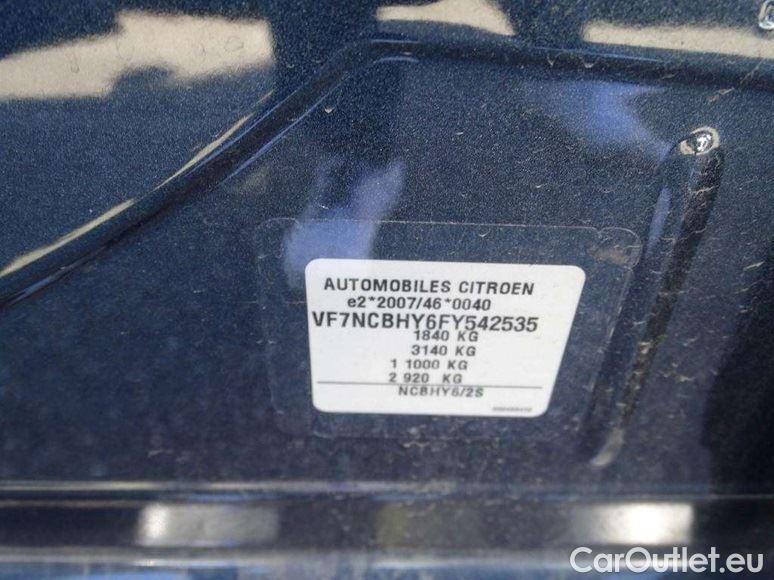 AUTOMOBILES CITROEN
e2*2007/46*0040
VF7NCBHY6FY542535
1840 KG
3140 KG
1 1000 KG
2 920 KG
NCBHY6/2S
CarOutlet.eu